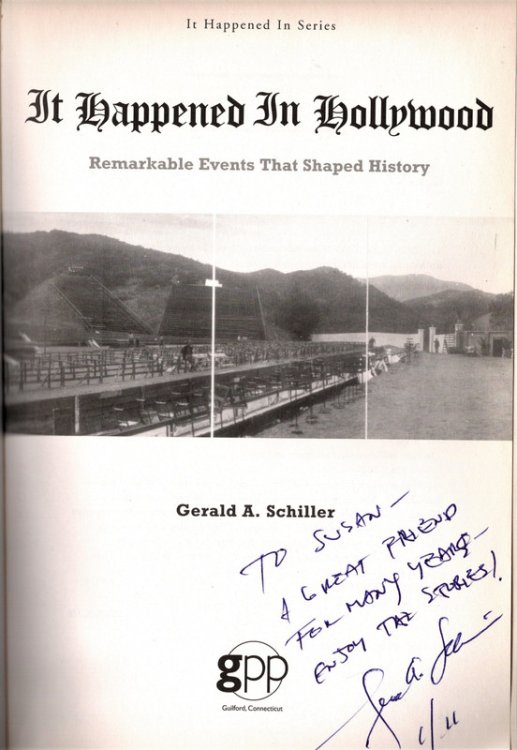 It Happened In Series
It Happened In Hollywood
Remarkable Events That Shaped History
Gerald A. Schiller
TO SUSAN—
A GREAT FRIEND
FOR MANY YEARS—
ENJOY THE STORIES!
1/11
gpp
Guilford, Connecticut